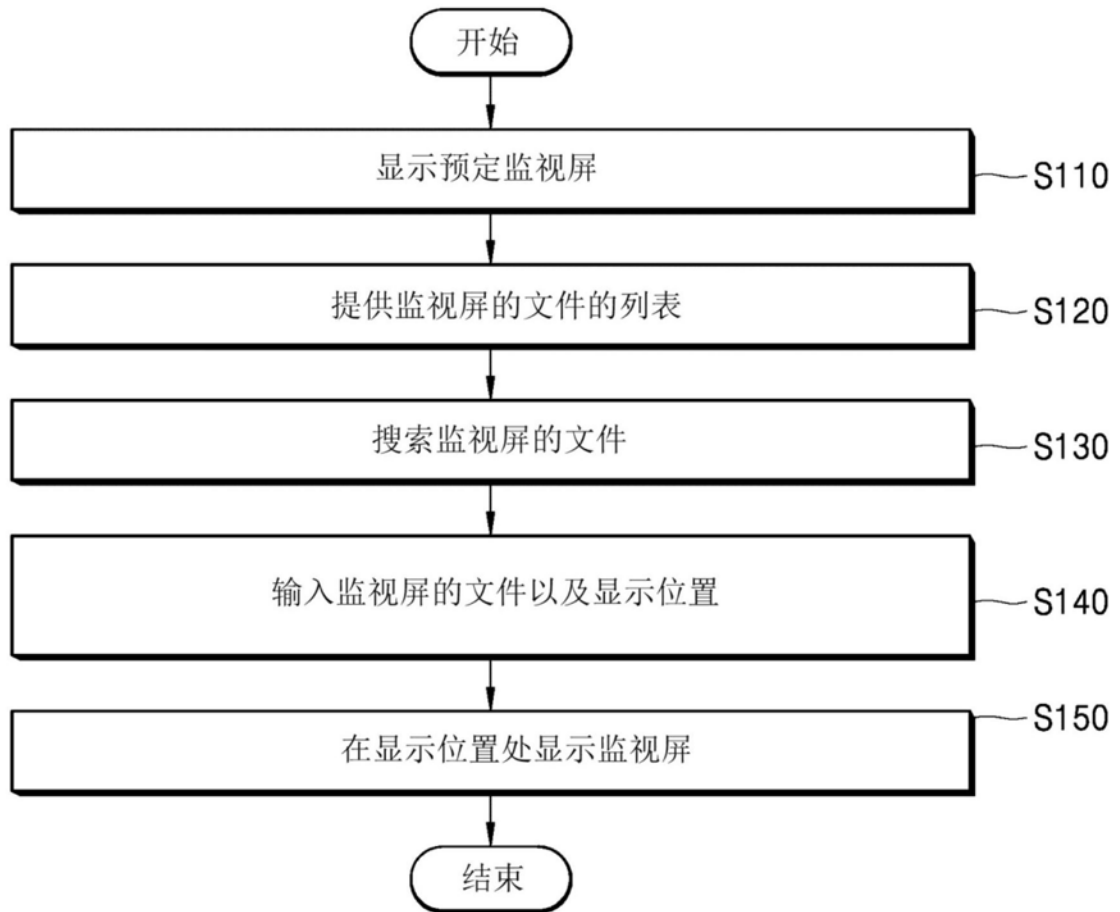 开始
显示预定监视屏
S110
提供监视屏的文件的列表
S120
搜索监视屏的文件
S130
输入监视屏的文件以及显示位置
S140
在显示位置处显示监视屏
S150
结束